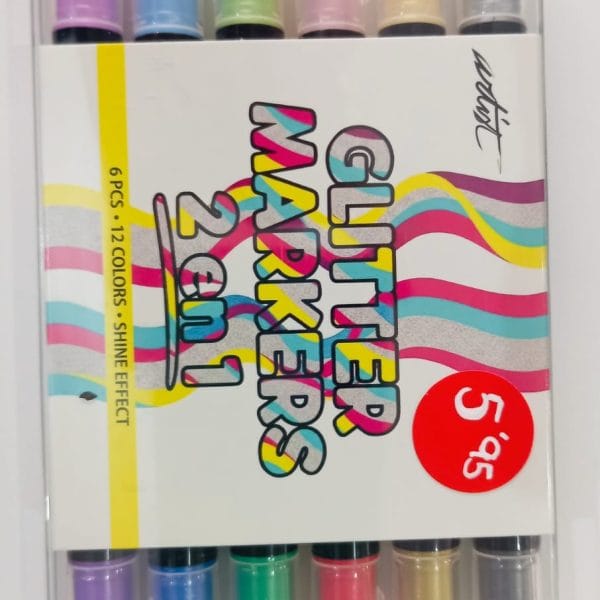 artist
GLITTER
MARKERS
2 en 1
6 PCS • 12 COLORS • SHINE EFFECT
5'95